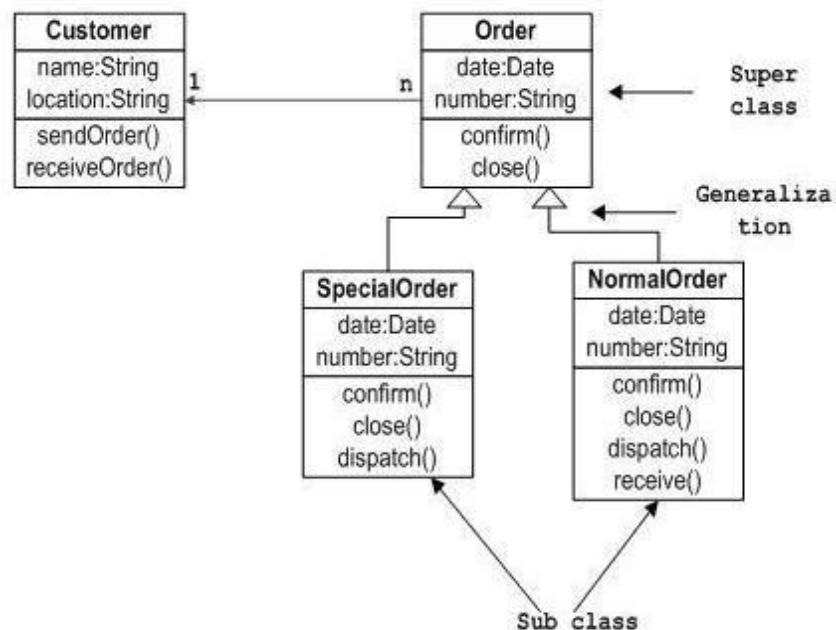 Customer
name:String
location:String
sendOrder()
receiveOrder()
1
n
Order
date:Date
number:String
confirm()
close()
Super
class
Generaliza
tion
SpecialOrder
date:Date
number:String
confirm()
close()
dispatch()
NormalOrder
date:Date
number:String
confirm()
close()
dispatch()
receive()
Sub class